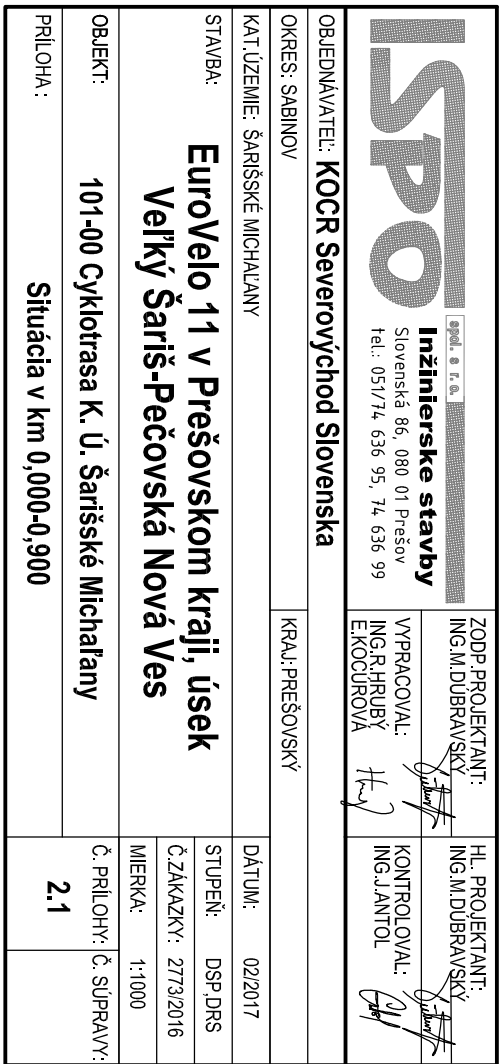 ISPO
spol. s r. o.
Inžinierske stavby
Slovenská 86, 080 01 Prešov
tel.: 051/74 636 95, 74 636 99
ZODP.PROJEKTANT:
ING.M.DÚBRAVSKÝ
HL. PROJEKTANT:
ING.M.DÚBRAVSKÝ
VYPRACOVAL:
ING.R.HRUBÝ
E.KOCÚROVÁ
KONTROLOVAL:
ING.J.ANTOL
OBJEDNÁVATEĽ: KOCR Severovýchod Slovenska
OKRES: SABINOV
KRAJ:PREŠOVSKÝ
KAT.ÚZEMIE: ŠARIŠSKÉ MICHAĽANY
DÁTUM: 02/2017
STAVBA:
EuroVelo 11 v Prešovskom kraji, úsek
Veľký Šariš-Pečovská Nová Ves
STUPEŇ: DSP,DRS
Č.ZÁKAZKY: 2773/2016
MIERKA: 1:1000
OBJEKT:
101-00 Cyklotrasa K. Ú. Šarišské Michaľany
Č. PRÍLOHY:
Č. SÚPRAVY:
PRÍLOHA :
Situácia v km 0,000-0,900
2.1